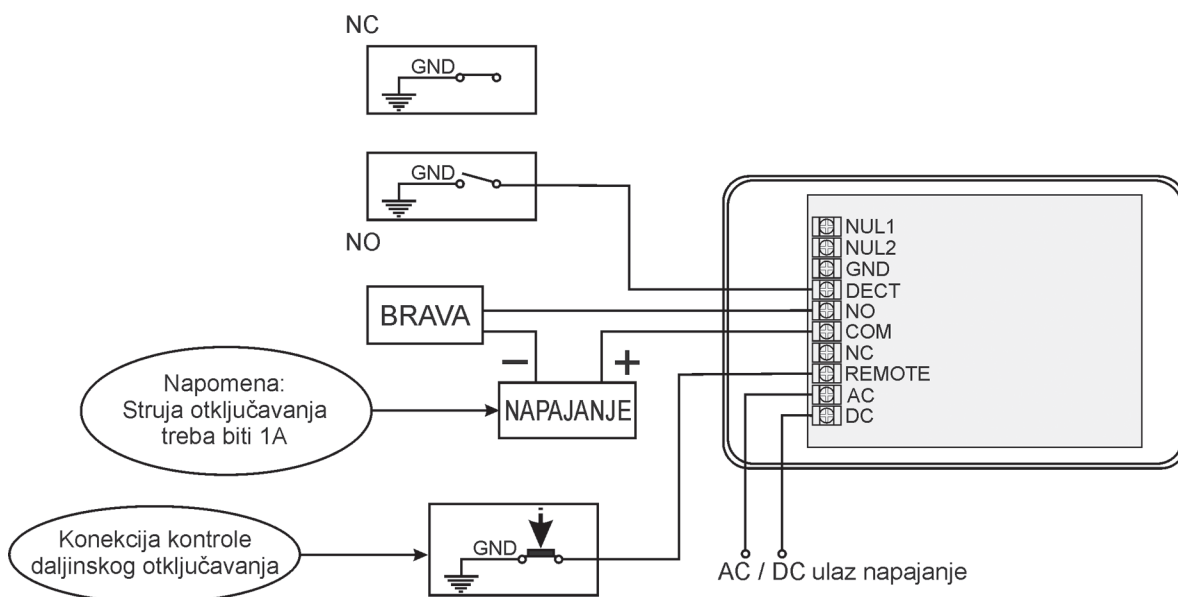 NC
GND
GND
NO
NUL1
NUL2
GND
DECT
NO
COM
NC
REMOTE
AC
DC
BRAVA
− +
Napomena:
Struja otključavanja
treba biti 1A
NAPAJANJE
Konekcija kontrole
daljinskog otključavanja
GND
AC / DC ulaz napajanje